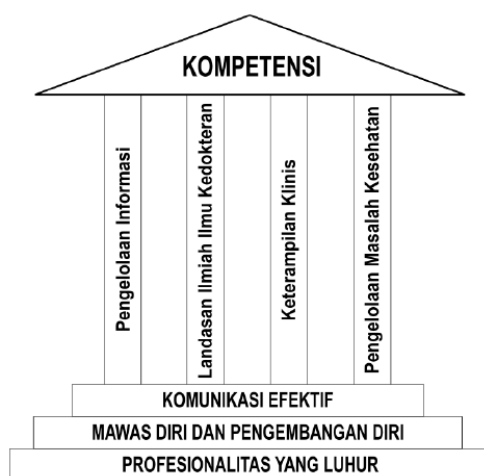 KOMPETENSI
Pengelolaan Informasi
Landasan Ilmiah Ilmu Kedokteran
Keterampilan Klinis
Pengelolaan Masalah Kesehatan
KOMUNIKASI EFEKTIF
MAWAS DIRI DAN PENGEMBANGAN DIRI
PROFESIONALITAS YANG LUHUR